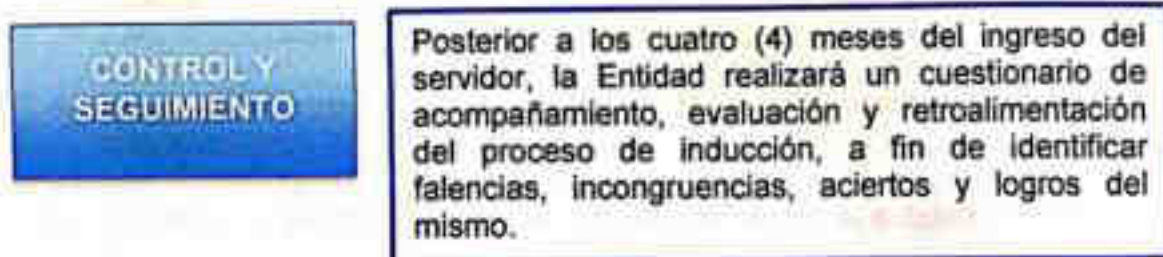 CONTROL Y
SEGUIMIENTO
Posterior a los cuatro (4) meses del ingreso del
servidor, la Entidad realizará un cuestionario de
acompañamiento, evaluación y retroalimentación
del proceso de inducción, a fin de identificar
falencias, incongruencias, aciertos y logros del
mismo.